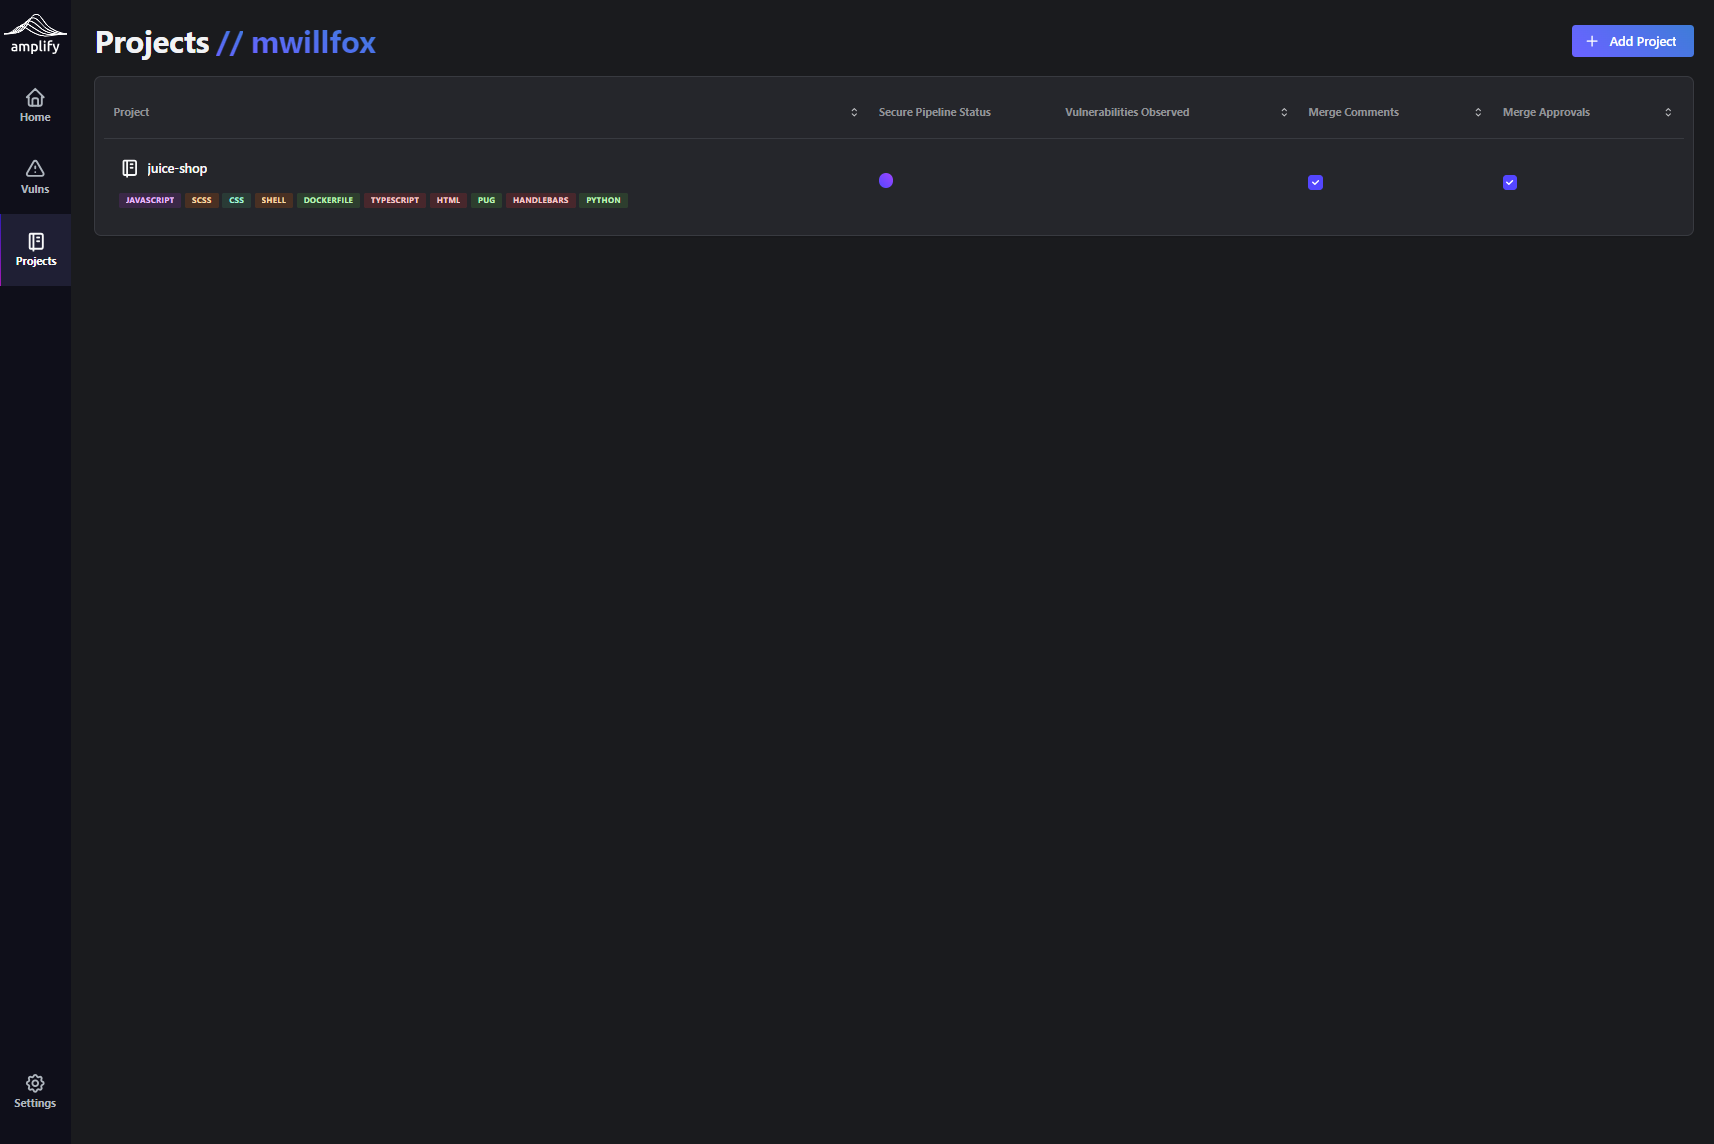 amplify
Projects // mwillfox
Add Project
Home
Vulns
Projects
Settings
Project
Secure Pipeline Status
Vulnerabilities Observed
Merge Comments
Merge Approvals
juice-shop
JAVASCRIPT SCSS CSS SHELL DOCKERFILE TYPESCRIPT HTML PUG HANDLEBARS PYTHON